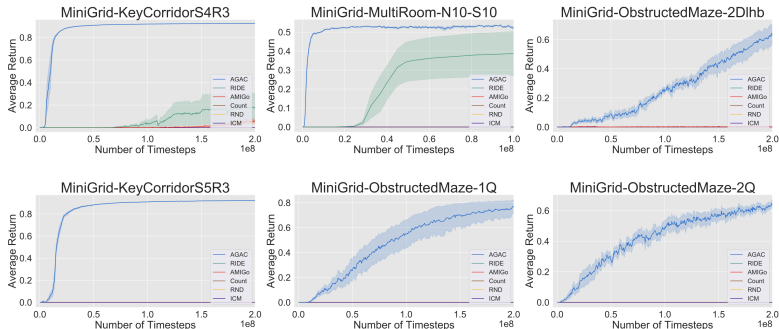 MiniGrid-KeyCorridorS4R3
Average Return
0.8
0.6
0.4
0.2
0.0
AGAC
RIDE
AMIGo
Count
RND
ICM
0.0 0.5 1.0 1.5 2.0
Number of Timesteps
1e8
MiniGrid-MultiRoom-N10-S10
Average Return
0.5
0.4
0.3
0.2
0.1
0.0
AGAC
RIDE
AMIGo
Count
RND
ICM
0.0 0.2 0.4 0.6 0.8 1.0
Number of Timesteps
1e8
MiniGrid-ObstructedMaze-2Dlhb
Average Return
0.6
0.4
0.2
0.0
AGAC
RIDE
AMIGo
Count
RND
ICM
0.0 0.5 1.0 1.5 2.0
Number of Timesteps
1e8
MiniGrid-KeyCorridorS5R3
Average Return
0.8
0.6
0.4
0.2
0.0
AGAC
RIDE
AMIGo
Count
RND
ICM
0.0 0.5 1.0 1.5 2.0
Number of Timesteps
1e8
MiniGrid-ObstructedMaze-1Q
Average Return
0.8
0.6
0.4
0.2
0.0
AGAC
RIDE
AMIGo
Count
RND
ICM
0.0 0.5 1.0 1.5 2.0
Number of Timesteps
1e8
MiniGrid-ObstructedMaze-2Q
Average Return
0.6
0.4
0.2
0.0
AGAC
RIDE
AMIGo
Count
RND
ICM
0.0 0.5 1.0 1.5 2.0
Number of Timesteps
1e8